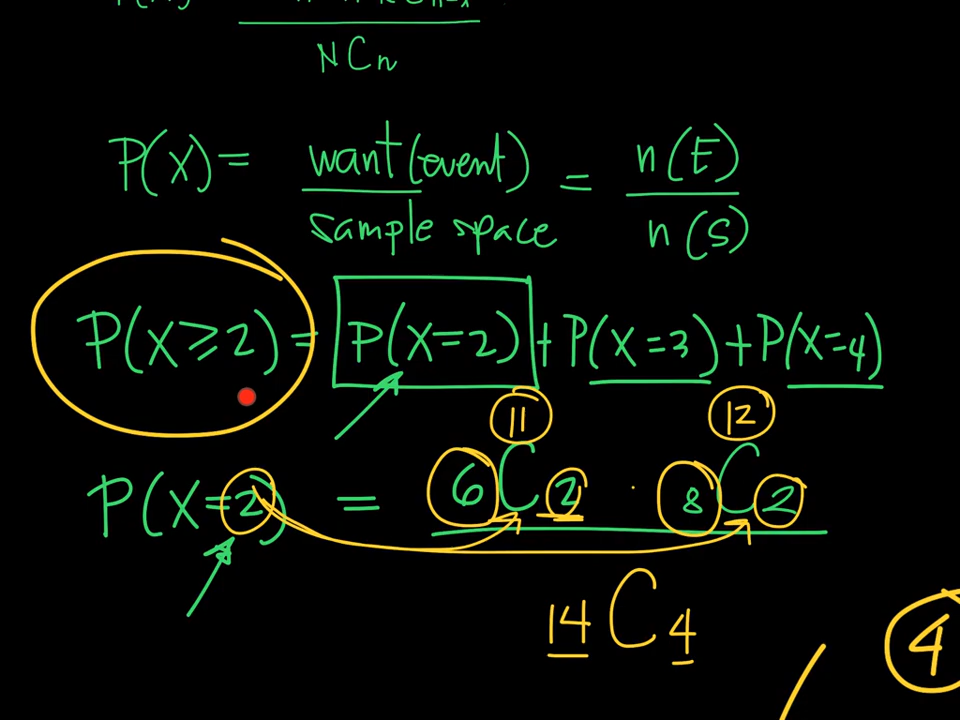 NCn
P(X) = want(event) / sample space = n(E) / n(S)
P(X≥2) = P(X=2) + P(X=3) + P(X=4)
11 12
P(X=2) = 6C2 · 8C2
14C4
4